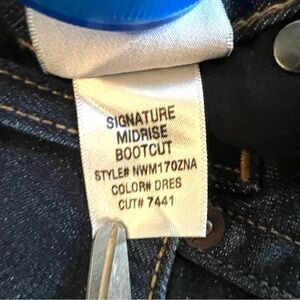 SIGNATURE
MIDRISE
BOOTCUT
STYLE# NWM170ZNA
COLOR# DRES
CUT# 7441